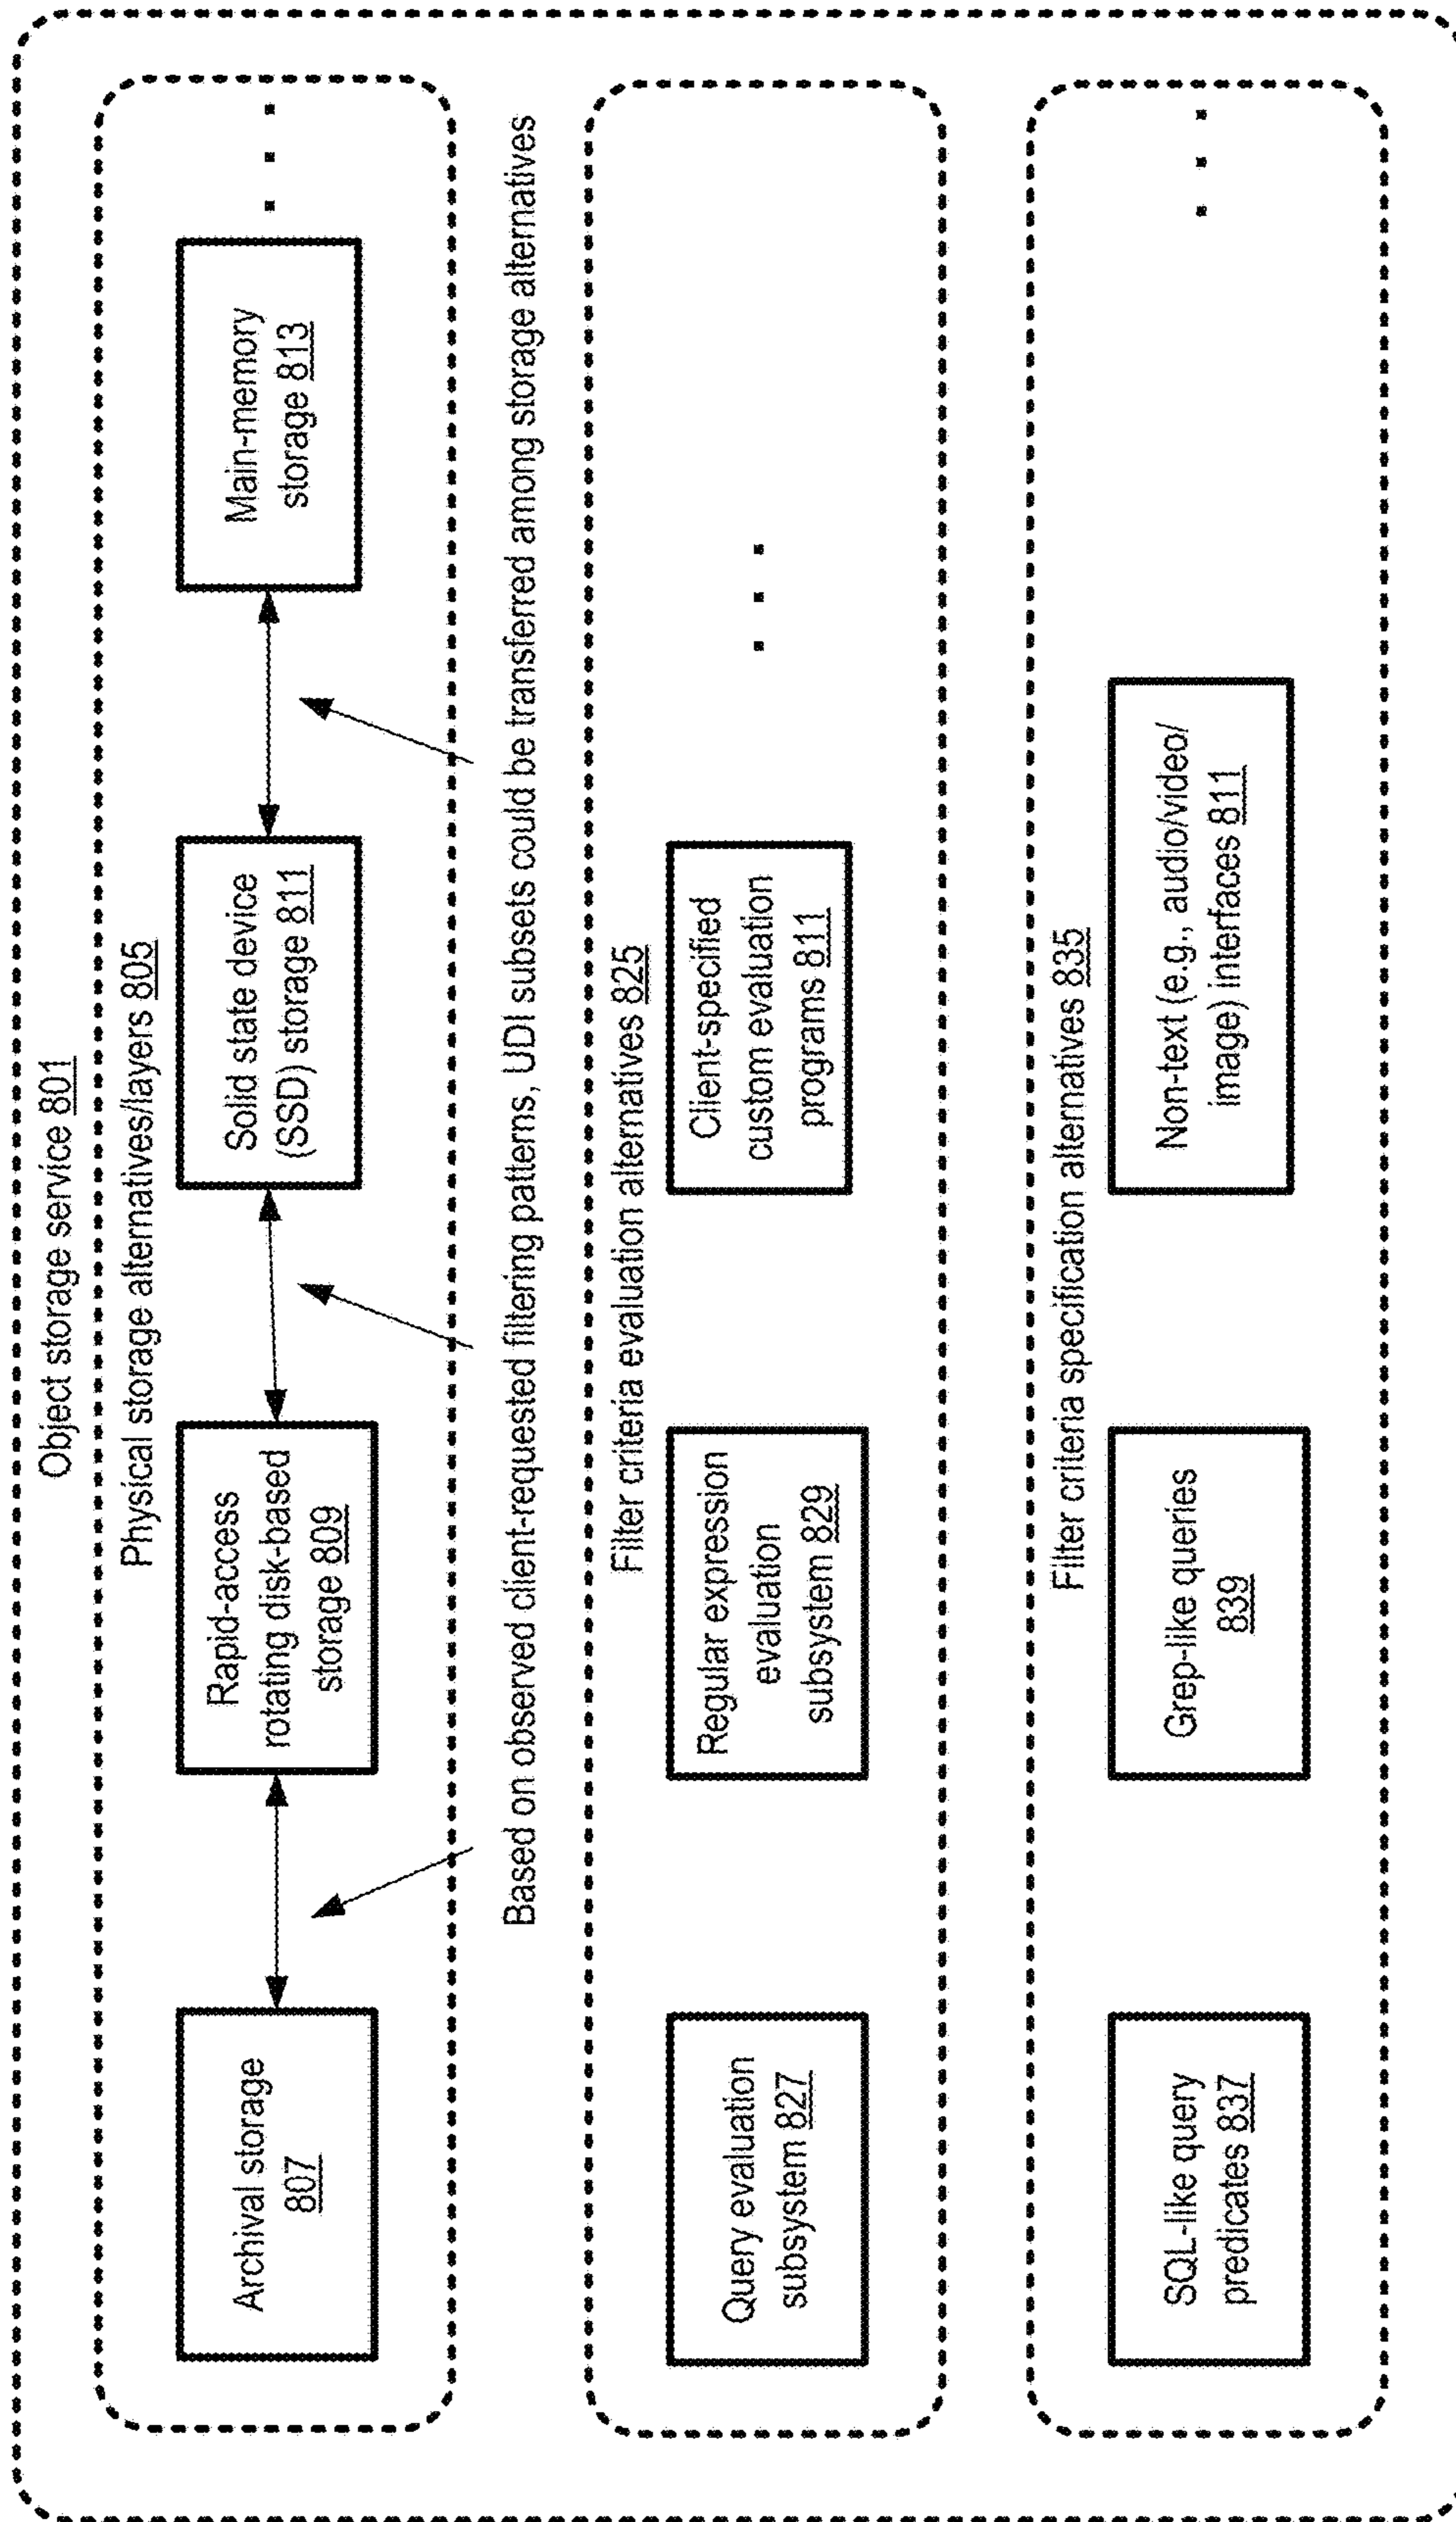 Object storage service 801
Physical storage alternatives/layers 805
Archival storage
807
Rapid-access
rotating disk-based
storage 809
Solid state device
(SSD) storage 811
Main-memory
storage 813
Based on observed client-requested filtering patterns, UDI subsets could be transferred among storage alternatives
Filter criteria evaluation alternatives 825
Query evaluation
subsystem 827
Regular expression
evaluation
subsystem 829
Client-specified
custom evaluation
programs 811
Filter criteria specification alternatives 835
SQL-like query
predicates 837
Grep-like queries
839
Non-text (e.g., audio/video/
image) interfaces 811